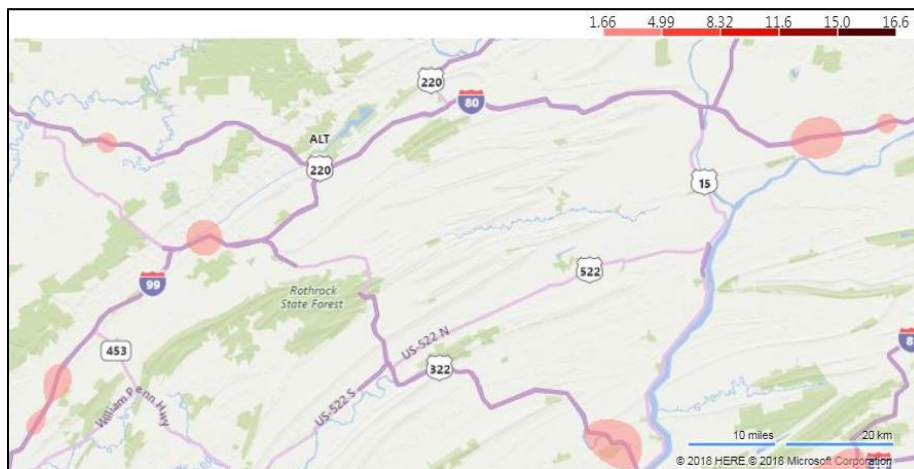 1.66 4.99 8.32 11.6 15.0 16.6
220
80
ALT
220
15
522
99
Rothrock
State Forest
453
US-522 N
322
US-522 S
William Penn Hwy
10 miles 20 km
© 2018 HERE, © 2018 Microsoft Corporation